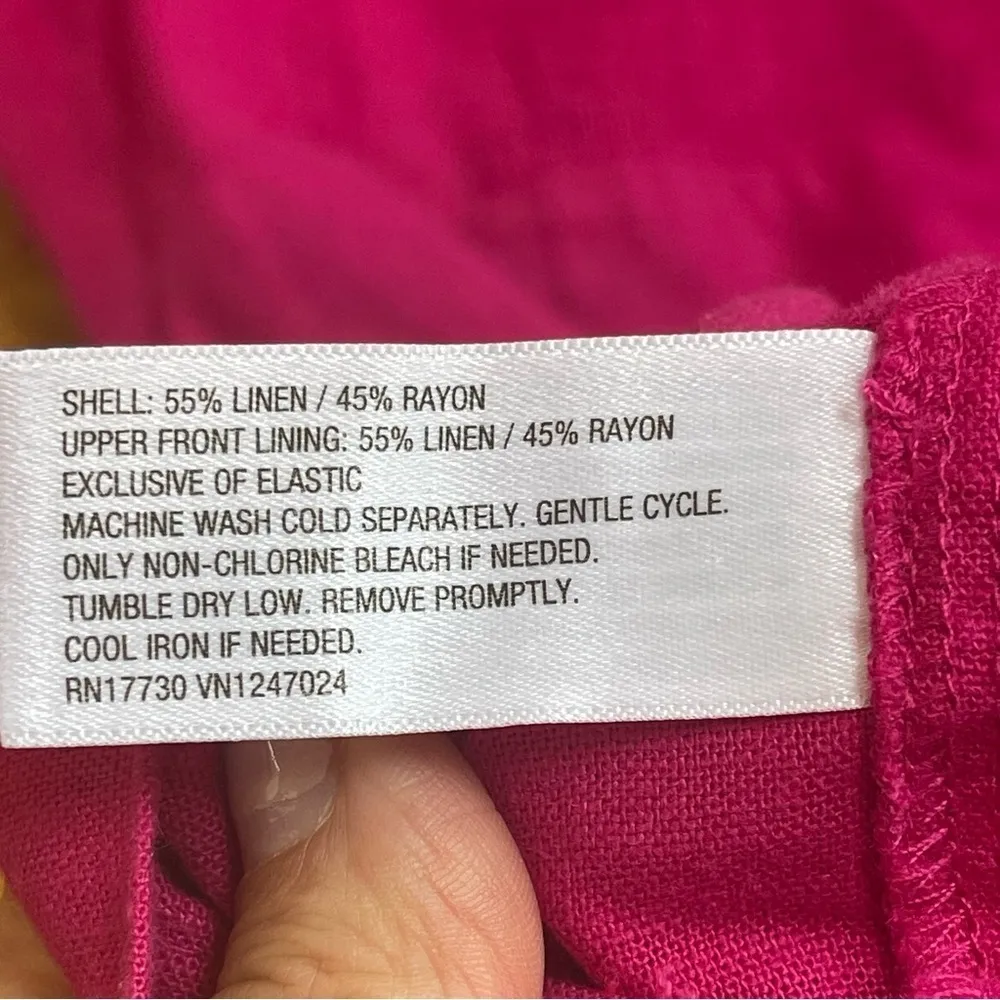 SHELL: 55% LINEN / 45% RAYON
UPPER FRONT LINING: 55% LINEN / 45% RAYON
EXCLUSIVE OF ELASTIC
MACHINE WASH COLD SEPARATELY. GENTLE CYCLE.
ONLY NON-CHLORINE BLEACH IF NEEDED.
TUMBLE DRY LOW. REMOVE PROMPTLY.
COOL IRON IF NEEDED.
RN17730 VN1247024